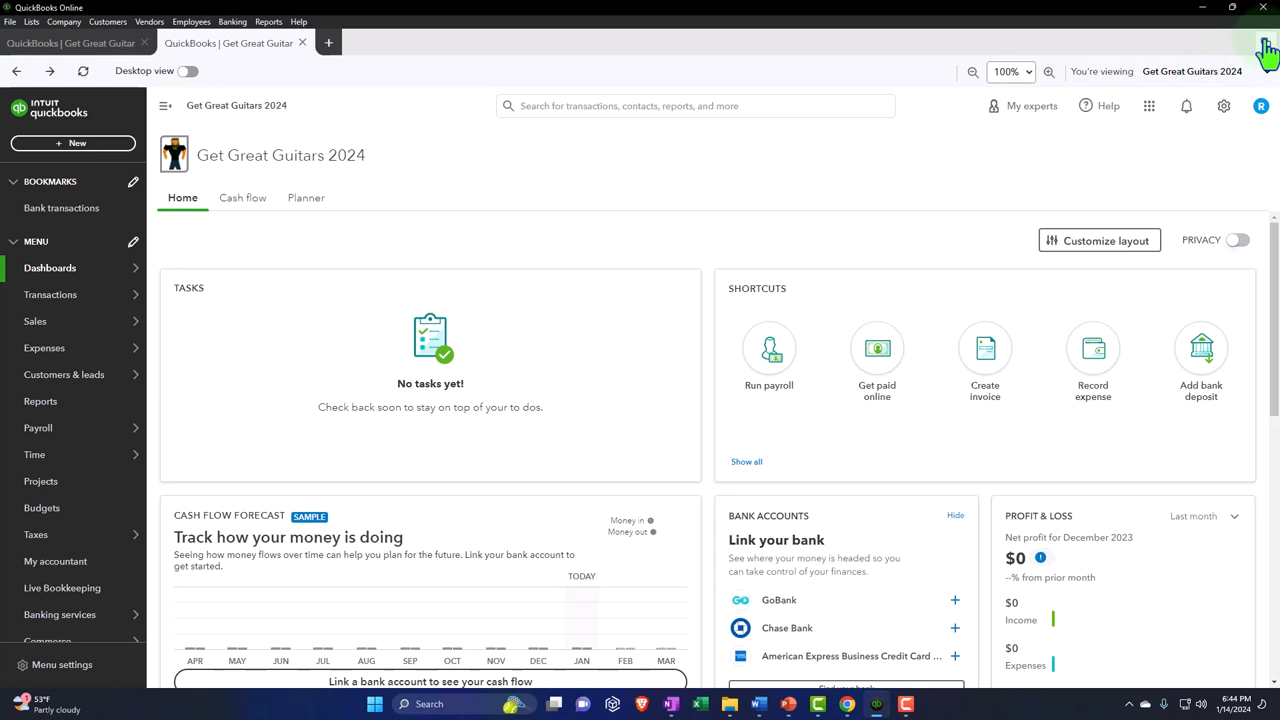 QuickBooks Online
File Lists Company Customers Vendors Employees Banking Reports Help
QuickBooks | Get Great Guitar
QuickBooks | Get Great Guitar
Desktop view
100%
You're viewing Get Great Guitars 2024
INTUIT
quickbooks
Get Great Guitars 2024
Search for transactions, contacts, reports, and more
My experts
Help
R
+ New
Get Great Guitars 2024
BOOKMARKS
Bank transactions
MENU
Dashboards
Transactions
Sales
Expenses
Customers & leads
Reports
Payroll
Time
Projects
Budgets
Taxes
My accountant
Live Bookkeeping
Banking services
Commerce
Menu settings
Home
Cash flow
Planner
Customize layout
PRIVACY
TASKS
No tasks yet!
Check back soon to stay on top of your to dos.
SHORTCUTS
Run payroll
Get paid
online
Create
invoice
Record
expense
Add bank
deposit
Show all
CASH FLOW FORECAST SAMPLE
Track how your money is doing
Seeing how money flows over time can help you plan for the future. Link your bank account to
get started.
Money in
Money out
TODAY
APR MAY JUN JUL AUG SEP OCT NOV DEC JAN FEB MAR
Link a bank account to see your cash flow
BANK ACCOUNTS
Hide
Link your bank
See where your money is headed so you
can take control of your finances.
GoBank
Chase Bank
American Express Business Credit Card ...
PROFIT & LOSS
Last month
Net profit for December 2023
$0
--% from prior month
$0
Income
$0
Expenses
53°F
Partly cloudy
Search
6:44 PM
1/14/2024